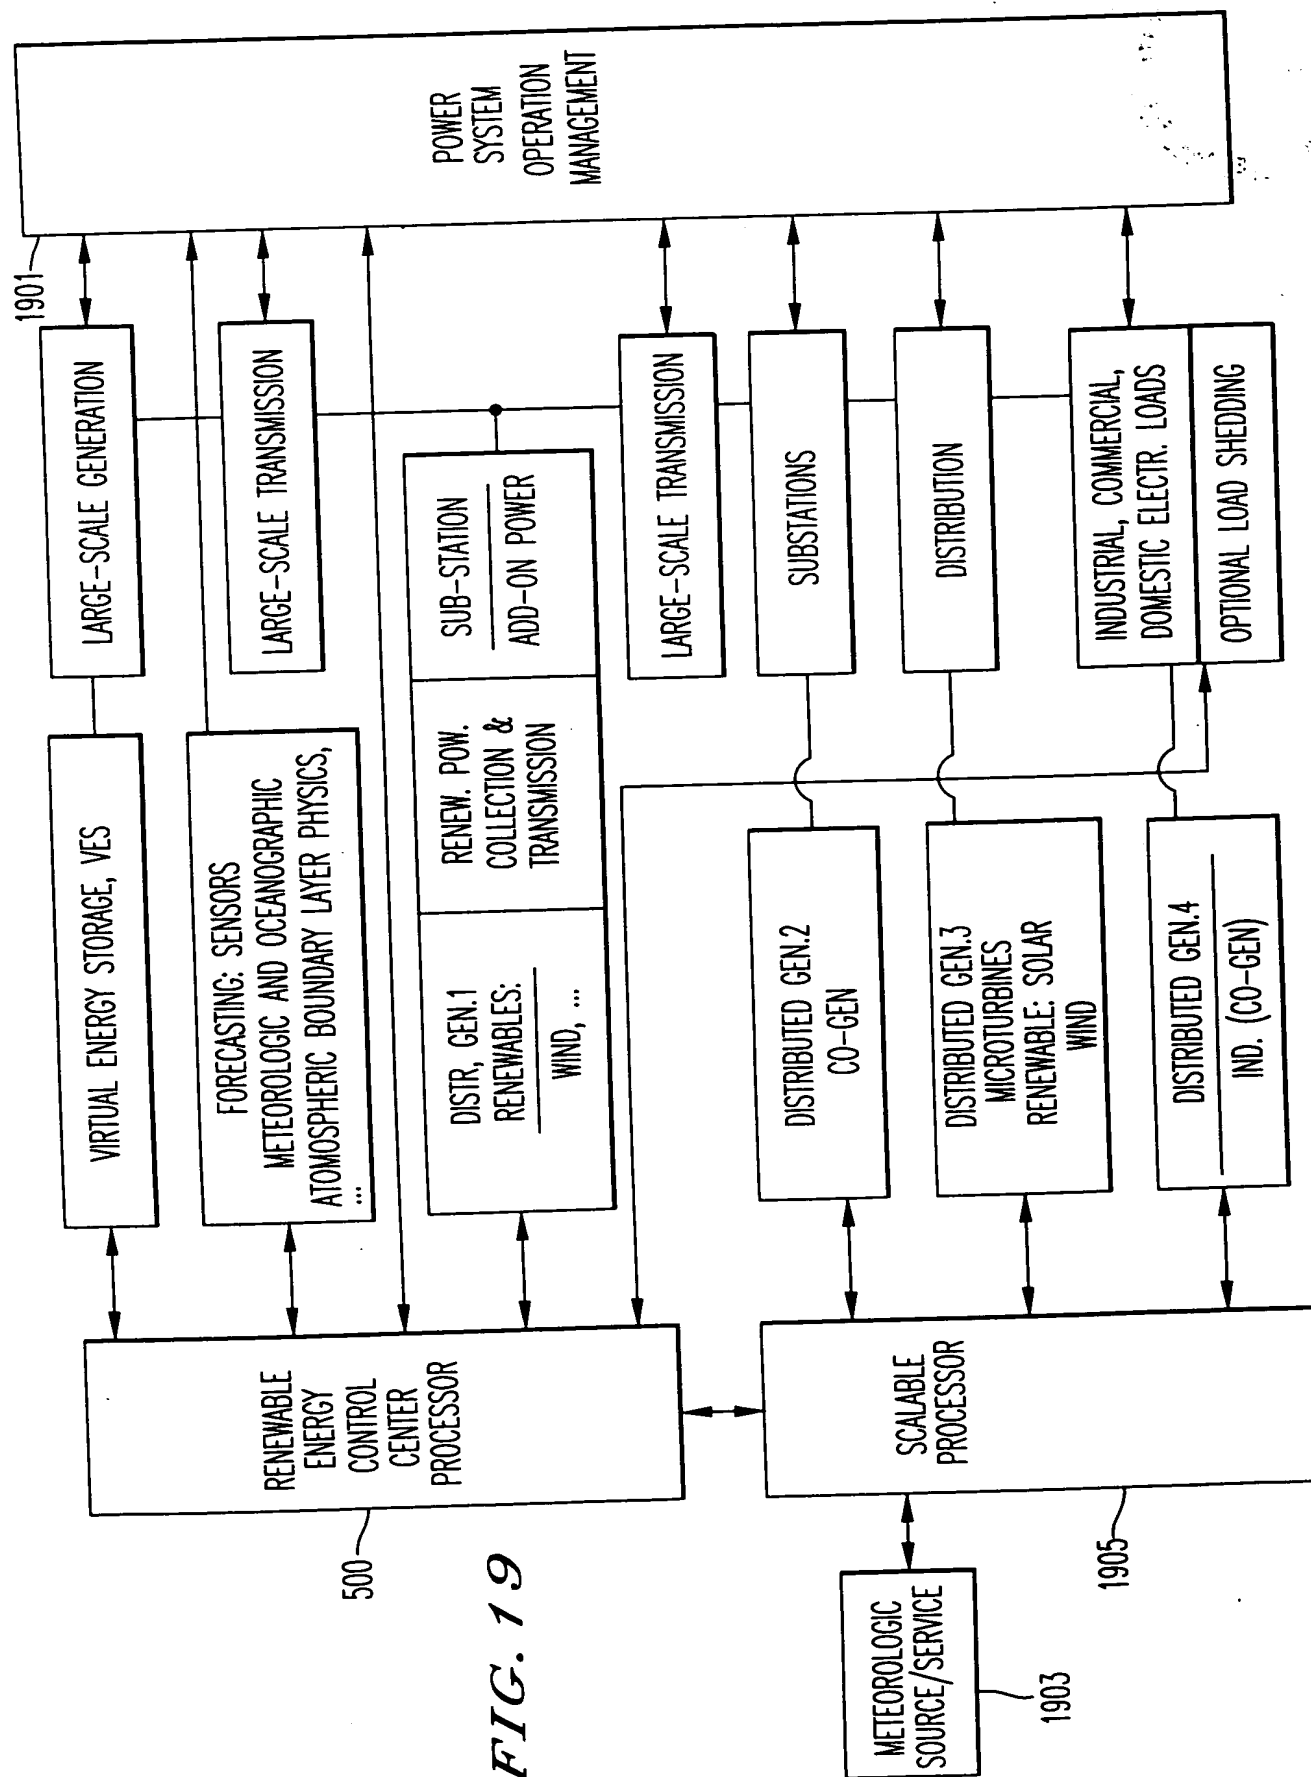 1901
POWER
SYSTEM
OPERATION
MANAGEMENT
LARGE-SCALE GENERATION
LARGE-SCALE TRANSMISSION
SUB-STATION
ADD-ON POWER
LARGE-SCALE TRANSMISSION
SUBSTATIONS
DISTRIBUTION
INDUSTRIAL, COMMERCIAL,
DOMESTIC ELECTR. LOADS
OPTIONAL LOAD SHEDDING
VIRTUAL ENERGY STORAGE, VES
FORECASTING: SENSORS
METEOROLOGIC AND OCEANOGRAPHIC
ATOMOSPHERIC BOUNDARY LAYER PHYSICS,
...
RENEW. POW.
COLLECTION &
TRANSMISSION
DISTR, GEN.1
RENEWABLES:
WIND, ...
DISTRIBUTED GEN.2
CO-GEN
DISTRIBUTED GEN.3
MICROTURBINES
RENEWABLE: SOLAR
WIND
DISTRIBUTED GEN.4
IND. (CO-GEN)
RENEWABLE
ENERGY
CONTROL
CENTER
PROCESSOR
500
SCALABLE
PROCESSOR
1905
METEOROLOGIC
SOURCE/SERVICE
1903
FIG. 19